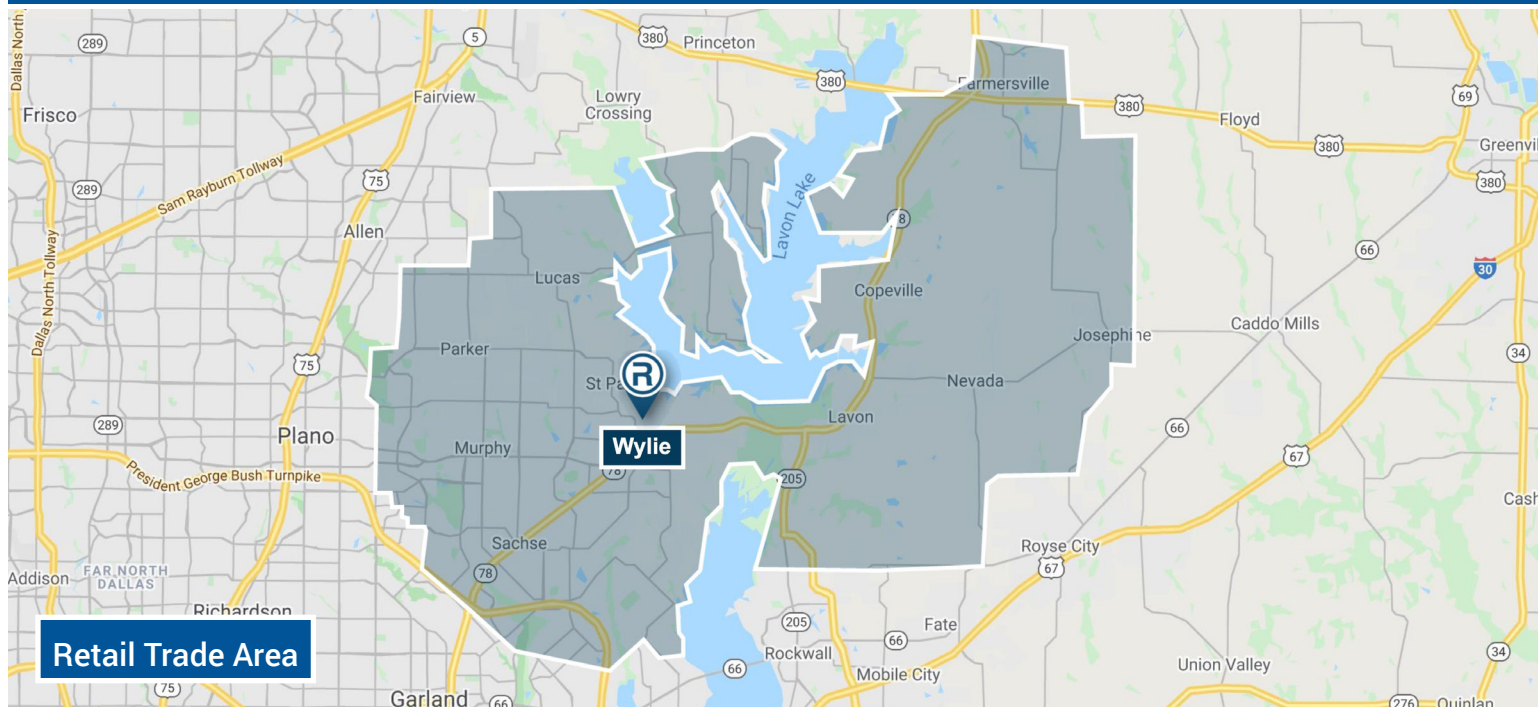 Dallas North
289
5
380
Princeton
380
Farmersville
69
Fairview
Lowry
Crossing
380
Floyd
Frisco
380
Greenvil
289
75
Sam Rayburn Tollway
380
Lavon Lake
Allen
78
66
Dallas North Tollway
Lucas
30
Copeville
Caddo Mills
Josephine
Parker
34
75
R
St Pa
Nevada
289
Plano
Lavon
66
Wylie
Murphy
67
President George Bush Turnpike
78
205
Cash
Sachse
Royse City
Addison
FAR NORTH
DALLAS
78
67
Richardson
205
Fate
66
Retail Trade Area
Rockwall
34
66
Mobile City
Union Valley
75
Garland
66
276
Quinlan